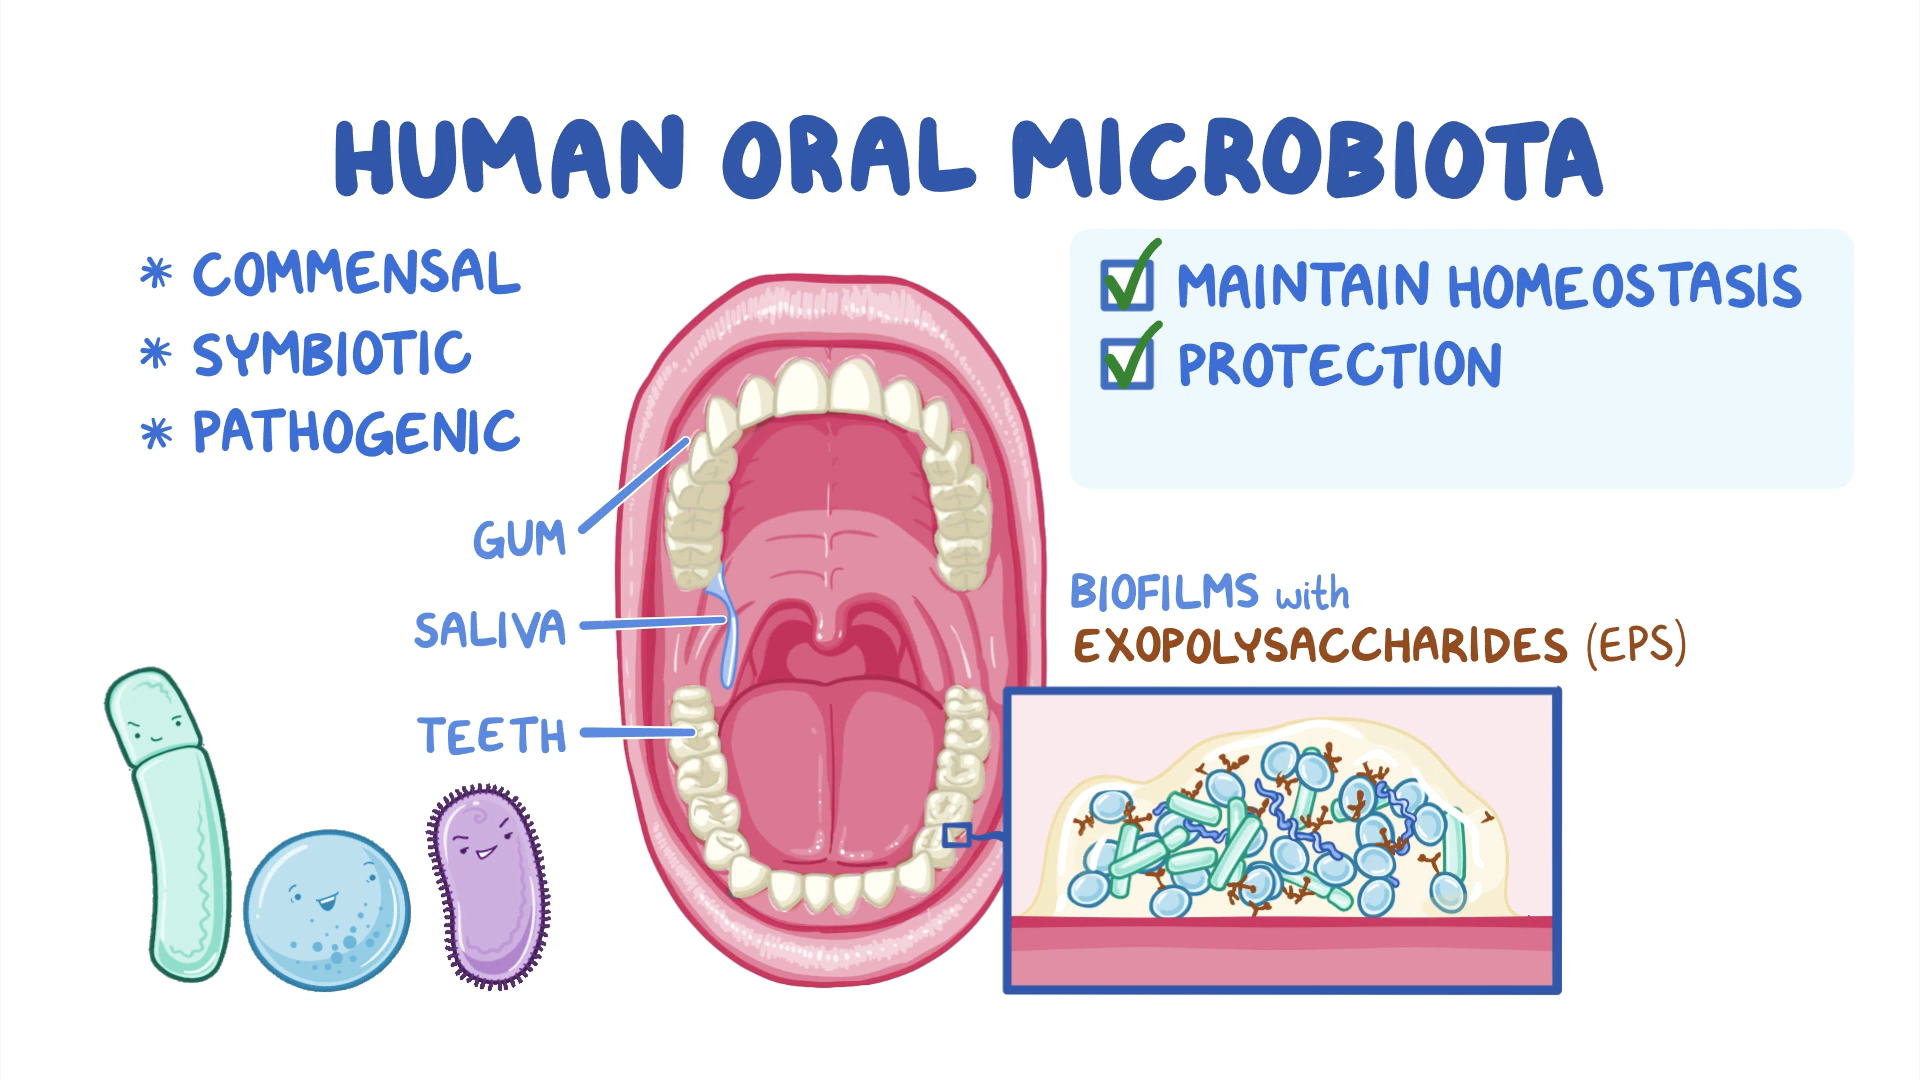 HUMAN ORAL MICROBIOTA
* COMMENSAL
* SYMBIOTIC
* PATHOGENIC
MAINTAIN HOMEOSTASIS
PROTECTION
GUM
SALIVA
TEETH
BIOFILMS with
EXOPOLYSACCHARIDES (EPS)